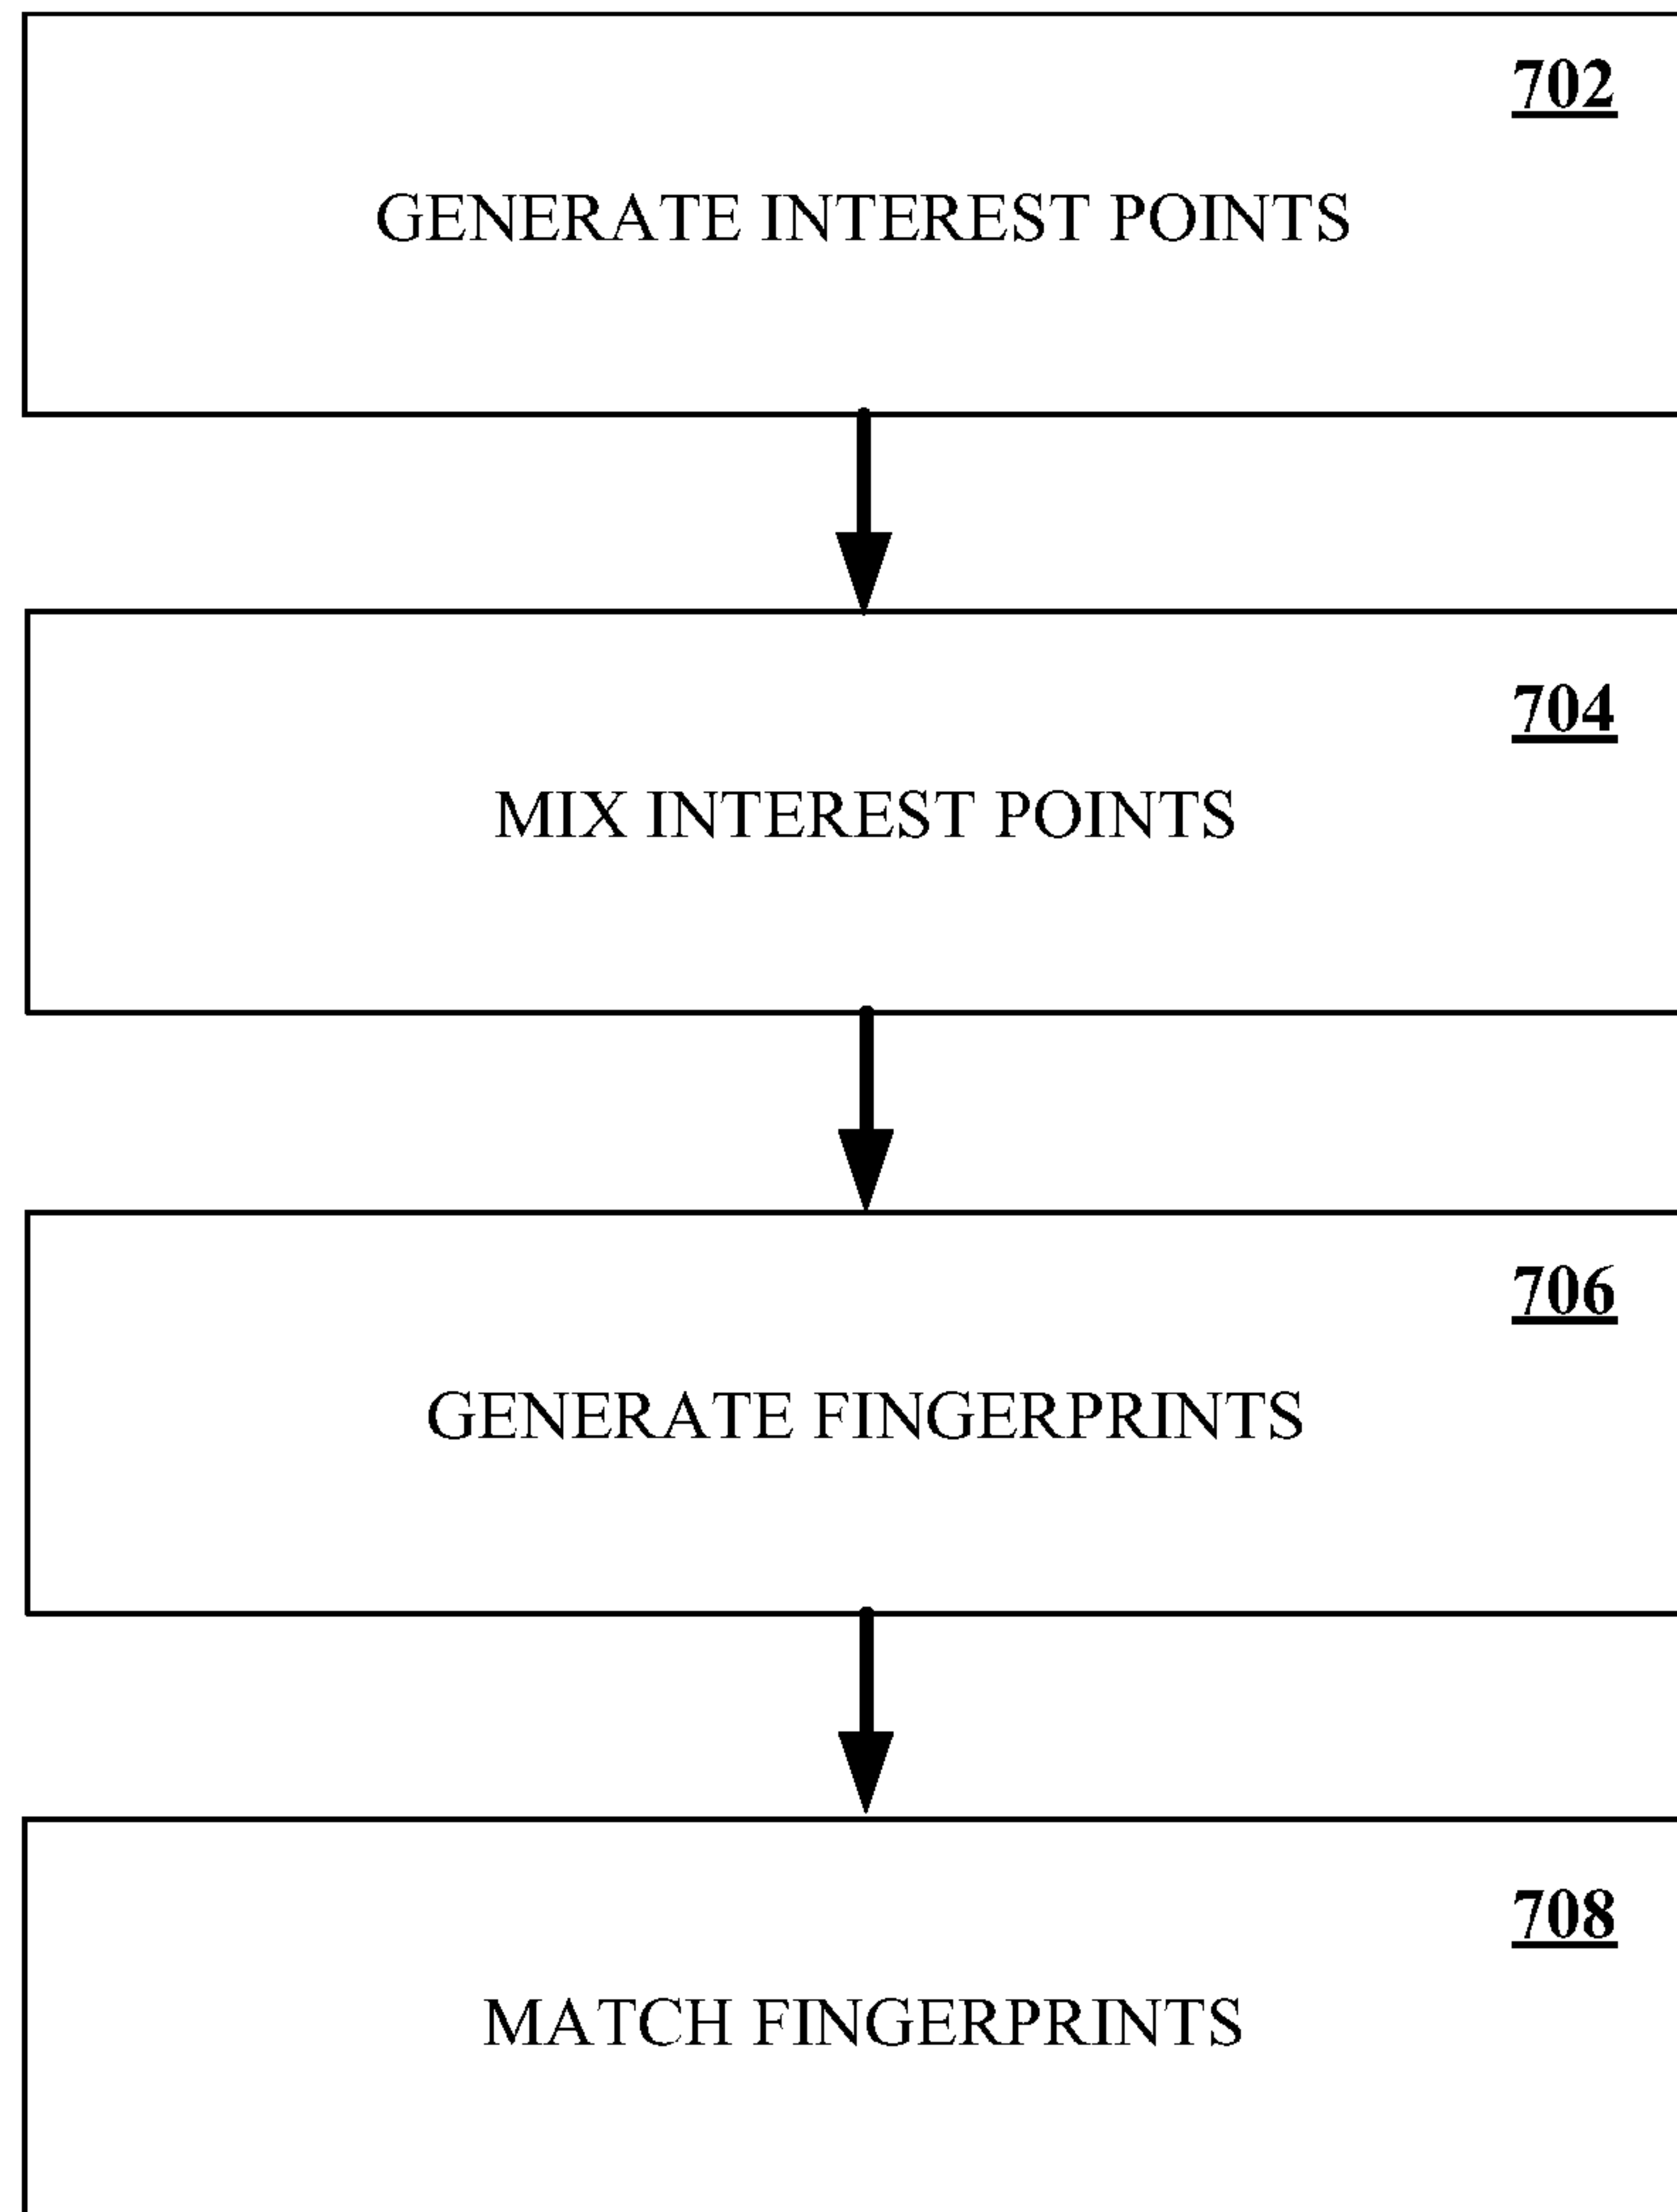 702
GENERATE INTEREST POINTS
704
MIX INTEREST POINTS
706
GENERATE FINGERPRINTS
708
MATCH FINGERPRINTS